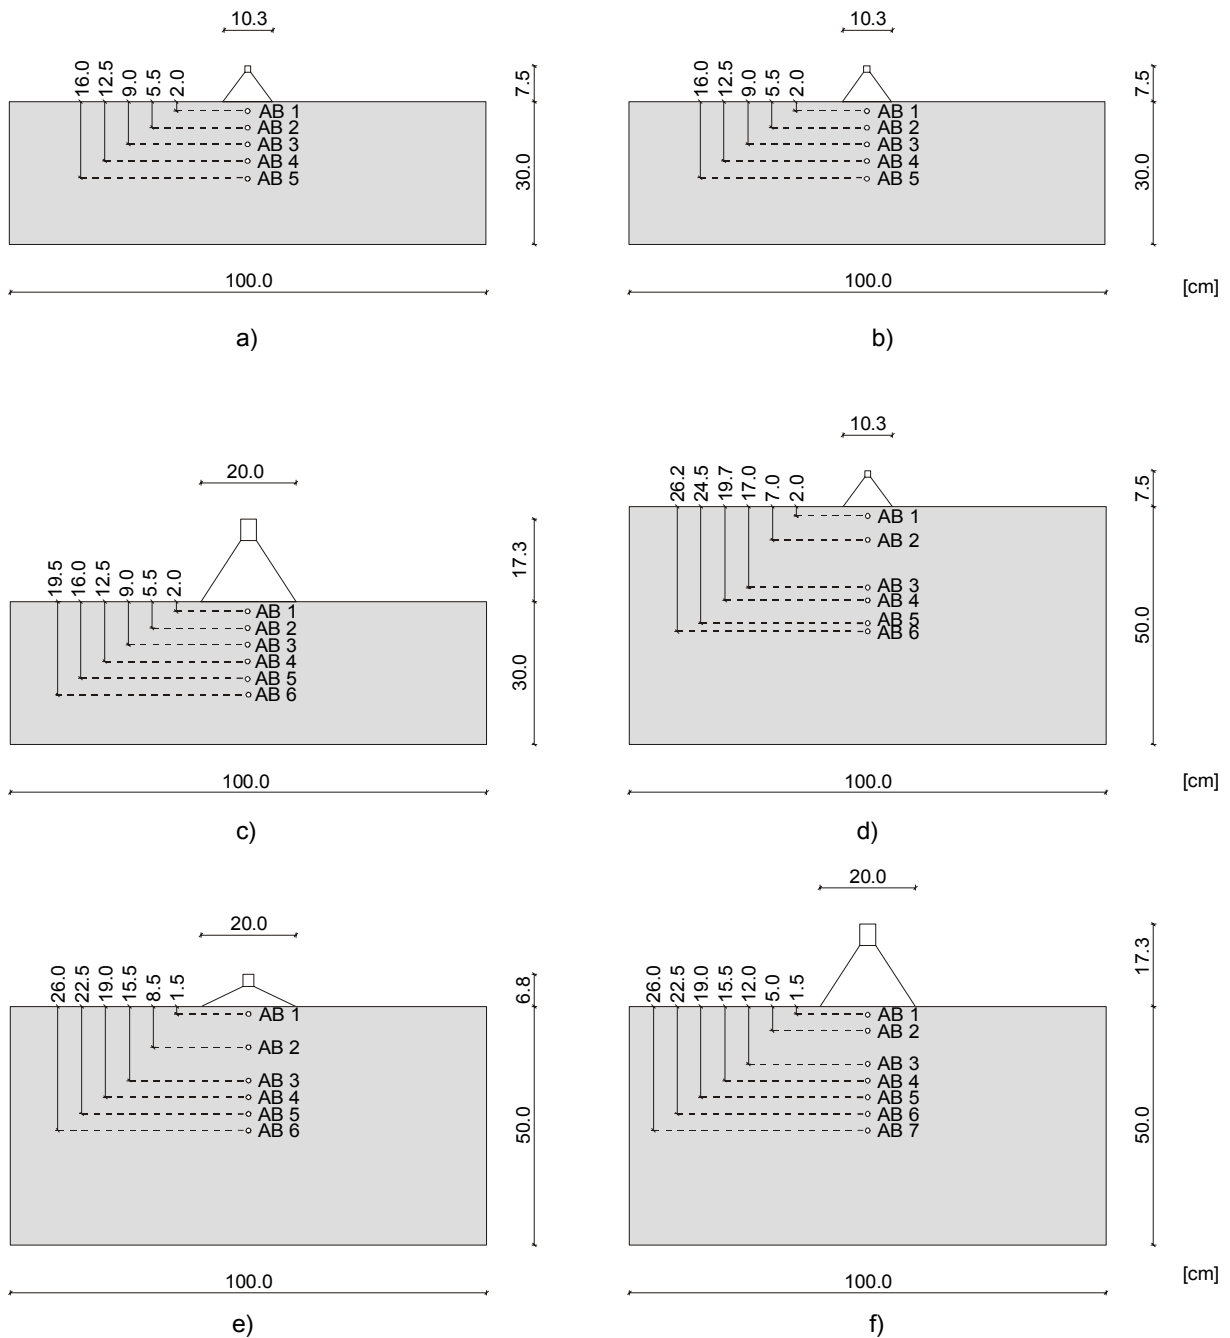 10.3
16.0 12.5 9.0 5.5 2.0
7.5
AB 1
AB 2
AB 3
AB 4
AB 5
30.0
100.0
a)
10.3
16.0 12.5 9.0 5.5 2.0
7.5
AB 1
AB 2
AB 3
AB 4
AB 5
30.0
100.0
[cm]
b)
20.0
17.3
19.5 16.0 12.5 9.0 5.5 2.0
AB 1
AB 2
AB 3
AB 4
AB 5
AB 6
30.0
100.0
c)
10.3
26.2 24.5 19.7 17.0 7.0 2.0
7.5
AB 1
AB 2
AB 3
AB 4
AB 5
AB 6
50.0
100.0
[cm]
d)
20.0
26.0 22.5 19.0 15.5 8.5 1.5
6.8
AB 1
AB 2
AB 3
AB 4
AB 5
AB 6
50.0
100.0
e)
20.0
17.3
26.0 22.5 19.0 15.5 12.0 5.0 1.5
AB 1
AB 2
AB 3
AB 4
AB 5
AB 6
AB 7
50.0
100.0
[cm]
f)